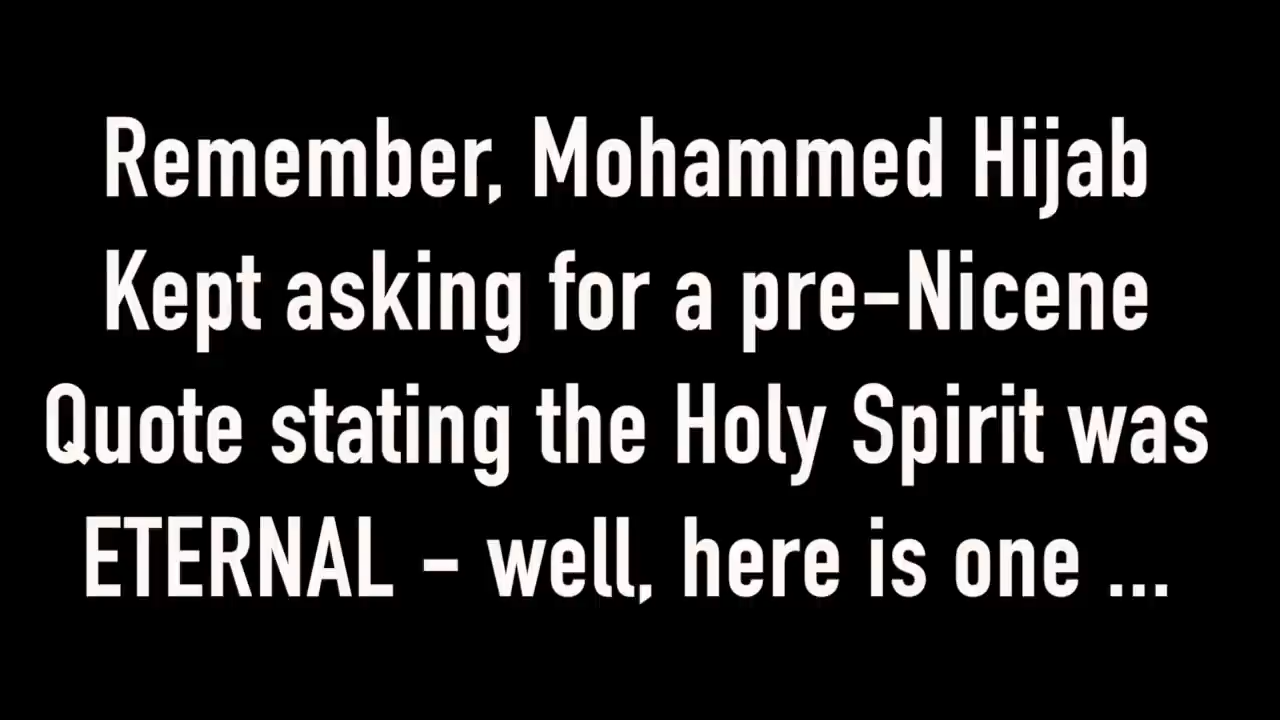 Remember, Mohammed Hijab
Kept asking for a pre-Nicene
Quote stating the Holy Spirit was
ETERNAL - well, here is one ...